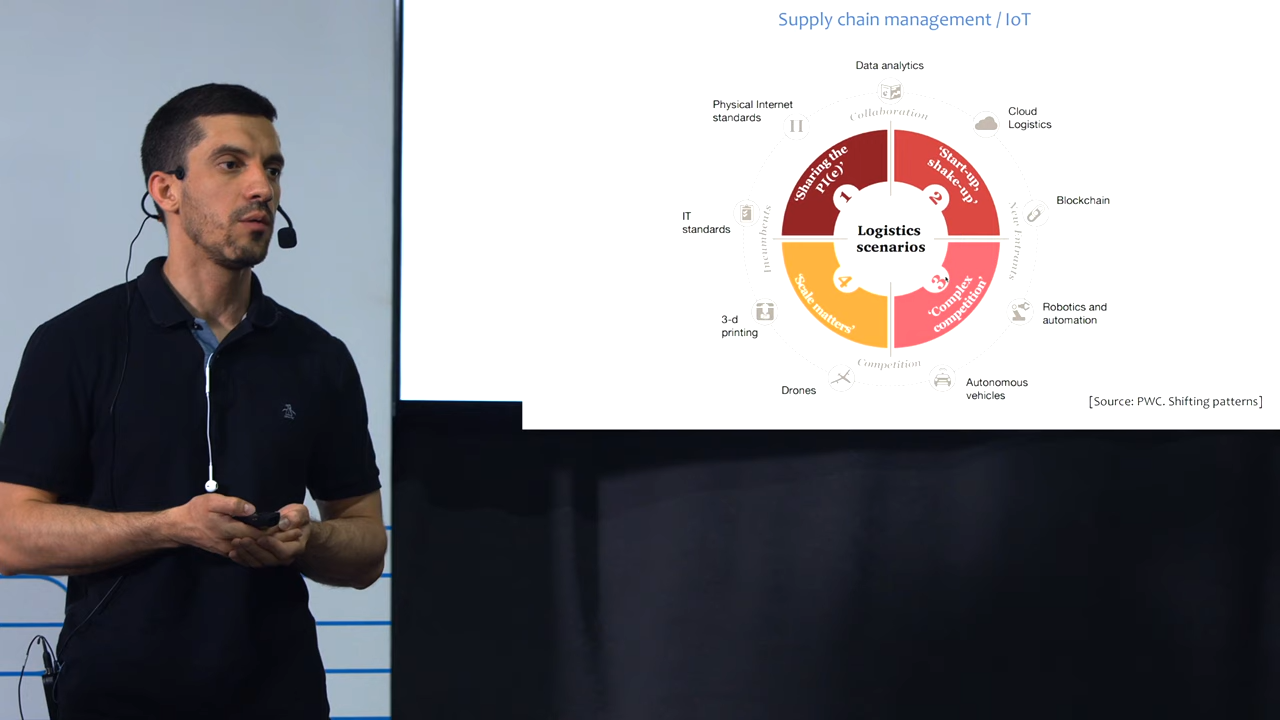 Supply chain management / IoT
Data analytics
Physical Internet
standards
Collaboration
Cloud
Logistics
'Sharing the
PI(e)'
'Start-up,
shake-up'
1
2
IT
standards
Incumbents
Logistics
scenarios
New Entrants
Blockchain
4
3
'Scale matters'
'Complex
competition'
3-d
printing
Robotics and
automation
Competition
Drones
Autonomous
vehicles
[Source: PWC. Shifting patterns]